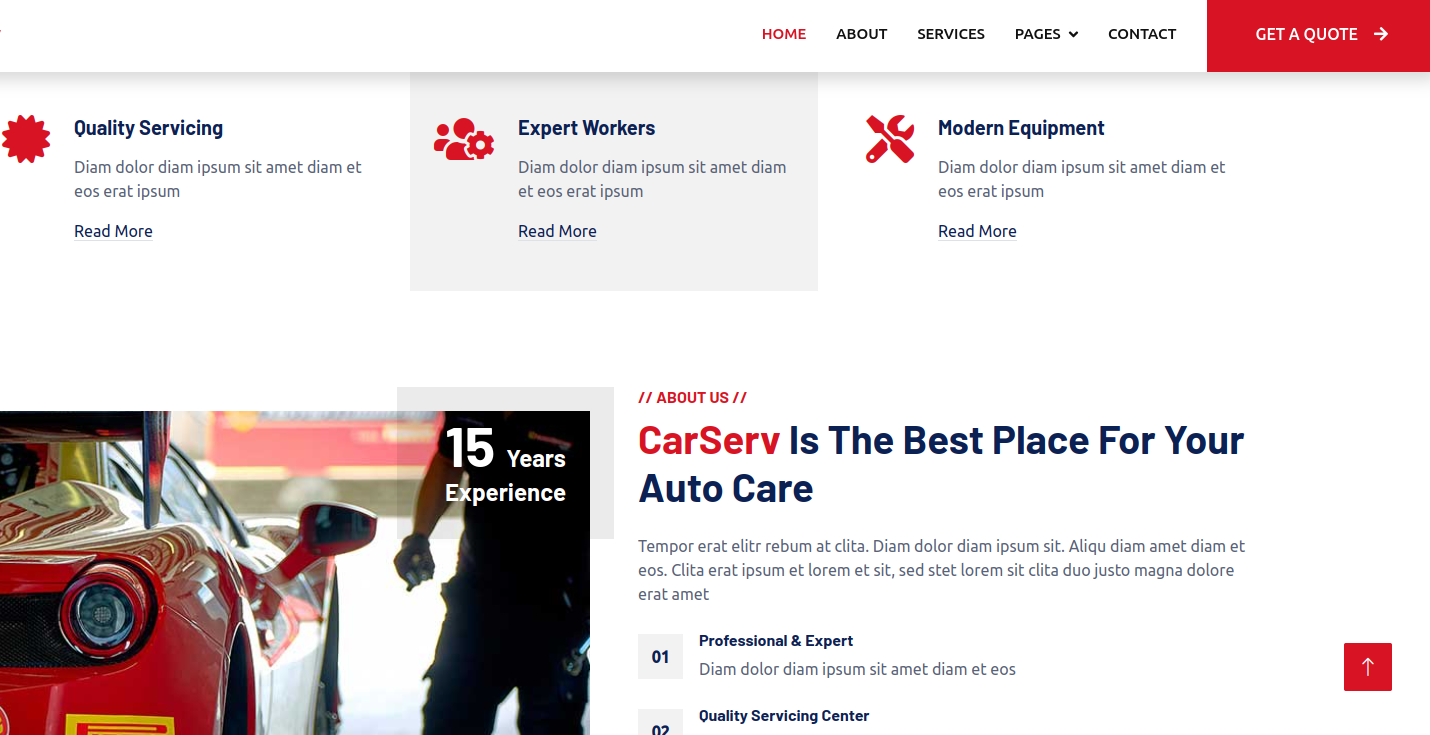 HOME ABOUT SERVICES PAGES CONTACT GET A QUOTE
Quality Servicing
Diam dolor diam ipsum sit amet diam et
eos erat ipsum
Read More
Expert Workers
Diam dolor diam ipsum sit amet diam
et eos erat ipsum
Read More
Modern Equipment
Diam dolor diam ipsum sit amet diam et
eos erat ipsum
Read More
15 Years
Experience
// ABOUT US //
CarServ Is The Best Place For Your
Auto Care
Tempor erat elitr rebum at clita. Diam dolor diam ipsum sit. Aliqu diam amet diam et
eos. Clita erat ipsum et lorem et sit, sed stet lorem sit clita duo justo magna dolore
erat amet
01
Professional & Expert
Diam dolor diam ipsum sit amet diam et eos
02
Quality Servicing Center